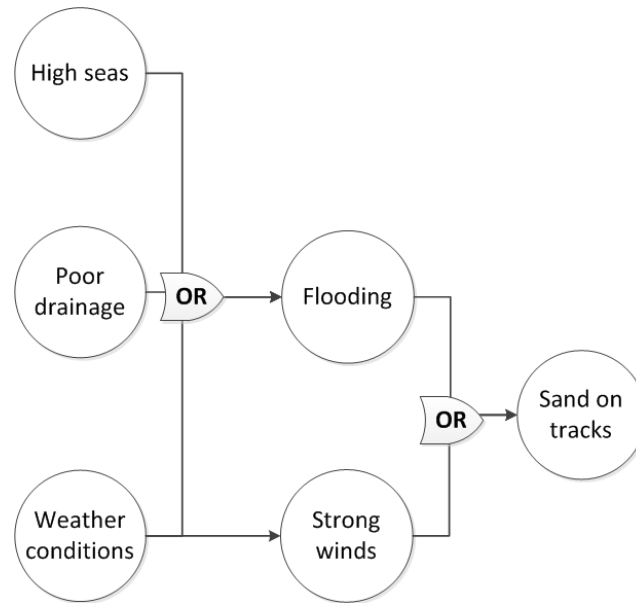 High seas
Poor
drainage
OR
Flooding
OR
Sand on
tracks
Weather
conditions
Strong
winds